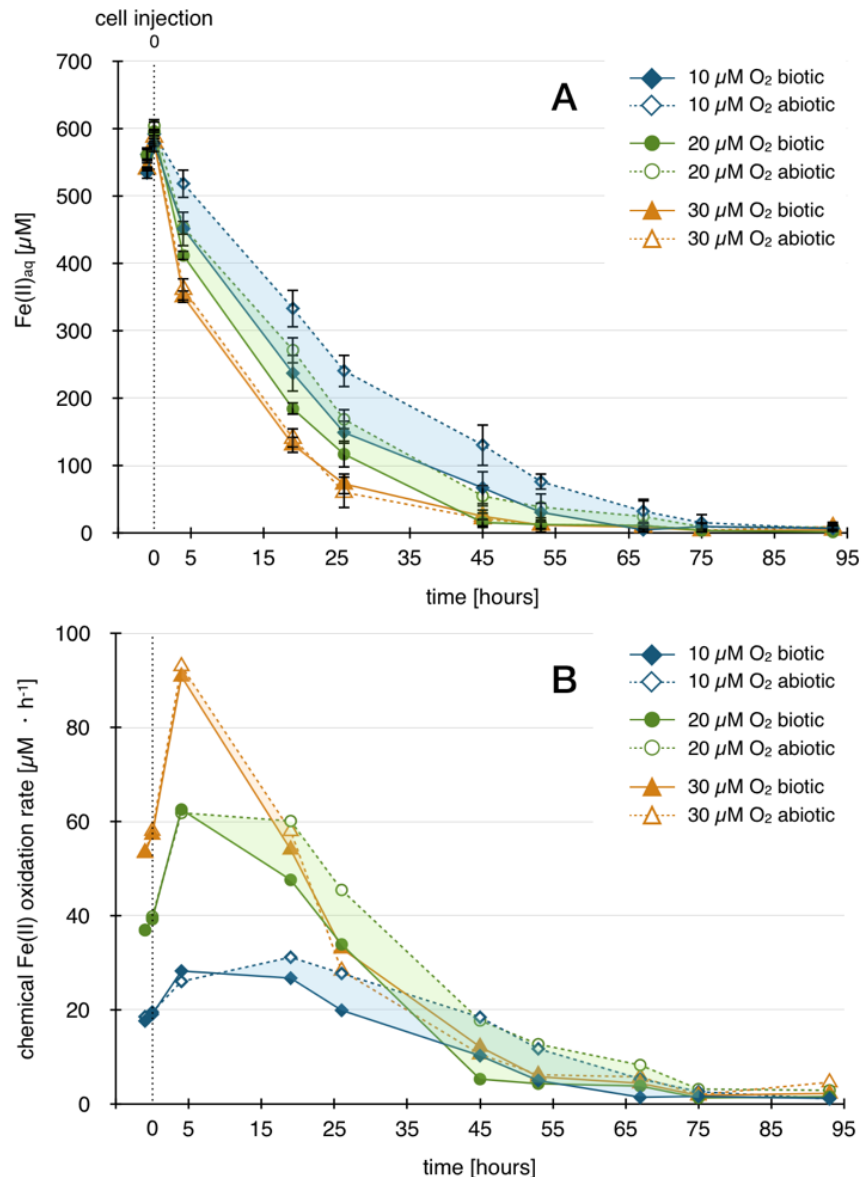 cell injection
0
700
600
500
400
300
200
100
0
Fe(II)aq [µM]
A
10 µM O₂ biotic
10 µM O₂ abiotic
20 µM O₂ biotic
20 µM O₂ abiotic
30 µM O₂ biotic
30 µM O₂ abiotic
0 5 15 25 35 45 55 65 75 85 95
time [hours]
100
80
60
40
20
0
chemical Fe(II) oxidation rate [µM · h⁻¹]
B
10 µM O₂ biotic
10 µM O₂ abiotic
20 µM O₂ biotic
20 µM O₂ abiotic
30 µM O₂ biotic
30 µM O₂ abiotic
0 5 15 25 35 45 55 65 75 85 95
time [hours]